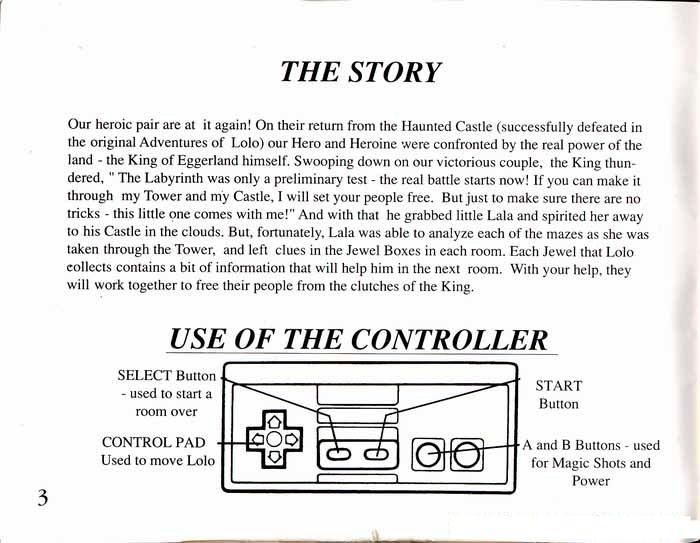 THE STORY
Our heroic pair are at it again! On their return from the Haunted Castle (successfully defeated in
the original Adventures of Lolo) our Hero and Heroine were confronted by the real power of the
land - the King of Eggerland himself. Swooping down on our victorious couple, the King thun-
dered, " The Labyrinth was only a preliminary test - the real battle starts now! If you can make it
through my Tower and my Castle, I will set your people free. But just to make sure there are no
tricks - this little one comes with me!" And with that he grabbed little Lala and spirited her away
to his Castle in the clouds. But, fortunately, Lala was able to analyze each of the mazes as she was
taken through the Tower, and left clues in the Jewel Boxes in each room. Each Jewel that Lolo
collects contains a bit of information that will help him in the next room. With your help, they
will work together to free their people from the clutches of the King.
USE OF THE CONTROLLER
SELECT Button
- used to start a
room over
CONTROL PAD
Used to move Lolo
START
Button
A and B Buttons - used
for Magic Shots and
Power
3